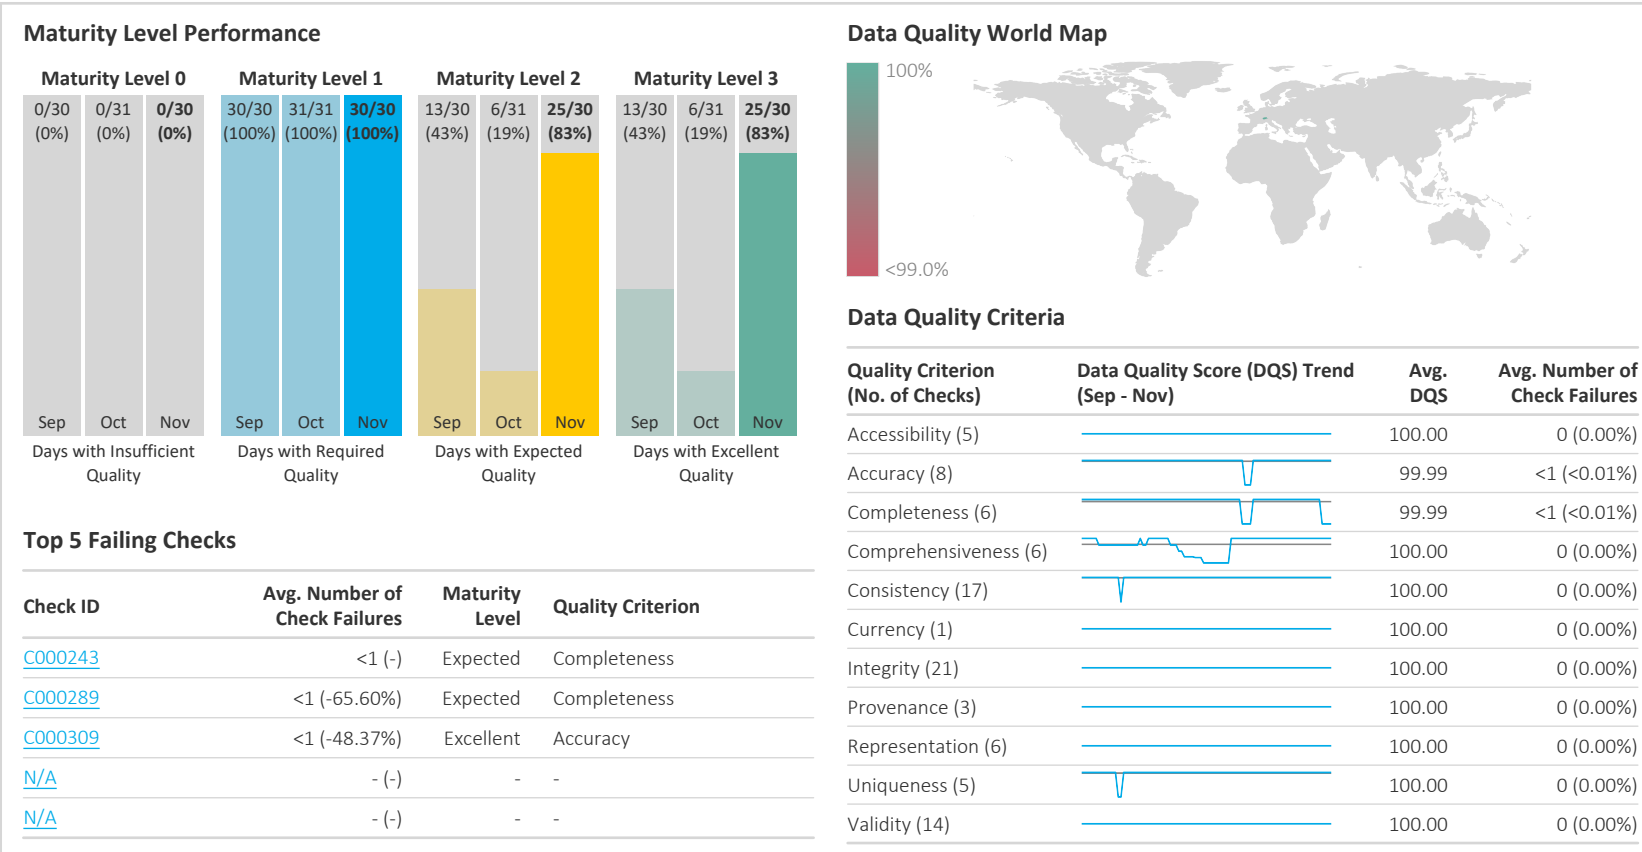 Maturity Level Performance
Maturity Level 0
Maturity Level 1
Maturity Level 2
Maturity Level 3
0/30 0/31 0/30
(0%) (0%) (0%)
Sep Oct Nov
Days with Insufficient
Quality
30/30 31/31 30/30
(100%) (100%) (100%)
Sep Oct Nov
Days with Required
Quality
13/30 6/31 25/30
(43%) (19%) (83%)
Sep Oct Nov
Days with Expected
Quality
13/30 6/31 25/30
(43%) (19%) (83%)
Sep Oct Nov
Days with Excellent
Quality
Top 5 Failing Checks
Check ID
Avg. Number of
Check Failures
Maturity
Level
Quality Criterion
C000243 <1 (-) Expected Completeness
C000289 <1 (-65.60%) Expected Completeness
C000309 <1 (-48.37%) Excellent Accuracy
N/A - (-) - -
N/A - (-) - -
Data Quality World Map
100%
<99.0%
Data Quality Criteria
Quality Criterion
(No. of Checks)
Data Quality Score (DQS) Trend
(Sep - Nov)
Avg.
DQS
Avg. Number of
Check Failures
Accessibility (5) 100.00 0 (0.00%)
Accuracy (8) 99.99 <1 (<0.01%)
Completeness (6) 99.99 <1 (<0.01%)
Comprehensiveness (6) 100.00 0 (0.00%)
Consistency (17) 100.00 0 (0.00%)
Currency (1) 100.00 0 (0.00%)
Integrity (21) 100.00 0 (0.00%)
Provenance (3) 100.00 0 (0.00%)
Representation (6) 100.00 0 (0.00%)
Uniqueness (5) 100.00 0 (0.00%)
Validity (14) 100.00 0 (0.00%)